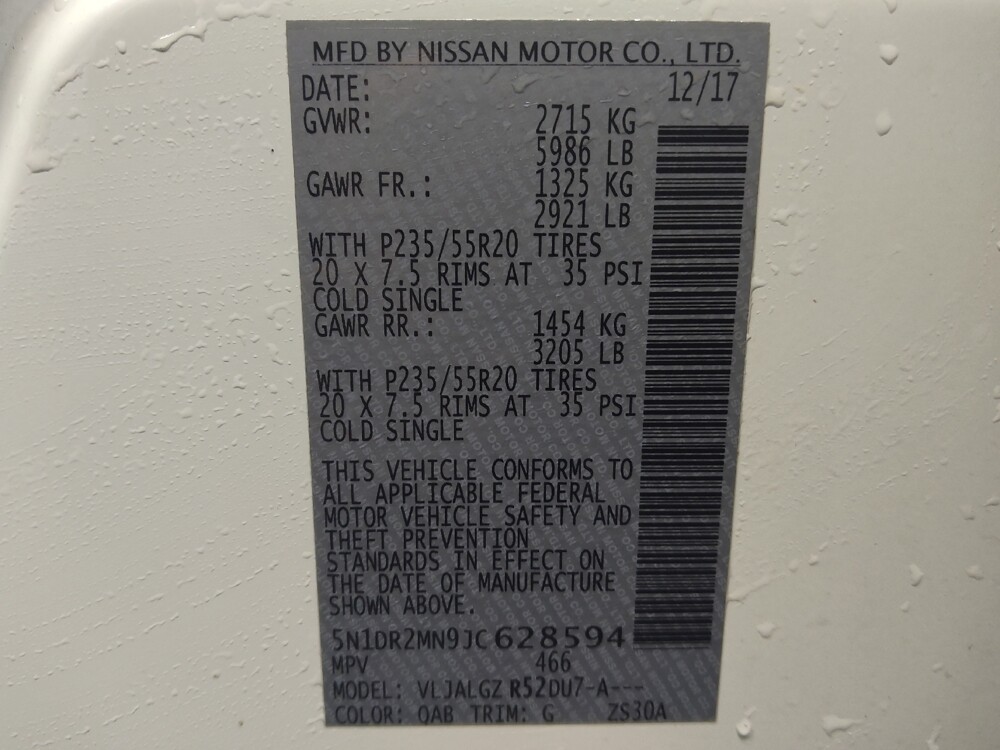 MFD BY NISSAN MOTOR CO., LTD.
DATE: 12/17
GVWR: 2715 KG
5986 LB
GAWR FR.: 1325 KG
2921 LB
WITH P235/55R20 TIRES
20 X 7.5 RIMS AT 35 PSI
COLD SINGLE
GAWR RR.: 1454 KG
3205 LB
WITH P235/55R20 TIRES
20 X 7.5 RIMS AT 35 PSI
COLD SINGLE
THIS VEHICLE CONFORMS TO
ALL APPLICABLE FEDERAL
MOTOR VEHICLE SAFETY AND
THEFT PREVENTION
STANDARDS IN EFFECT ON
THE DATE OF MANUFACTURE
SHOWN ABOVE.
5N1DR2MN9JC628594
MPV 466
MODEL: VLJALGZ R52DU7-A---
COLOR: QAB TRIM: G ZS30A